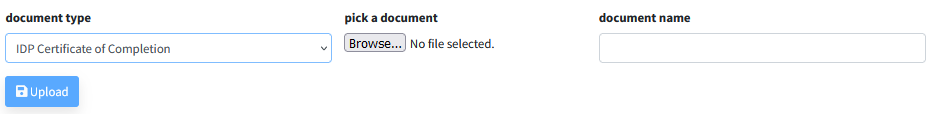 document type pick a document document name
IDP Certificate of Completion Browse... No file selected.
Upload